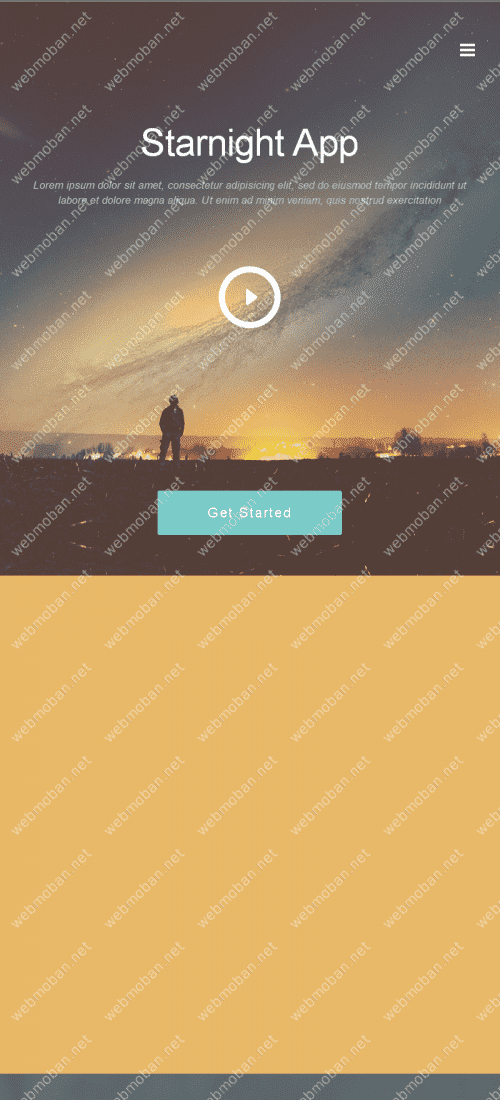 Starnight App
Lorem ipsum dolor sit amet, consectetur adipisicing elit, sed do eiusmod tempor incididunt ut
labore et dolore magna aliqua. Ut enim ad minim veniam, quis nostrud exercitation
Get Started
webmoban.net